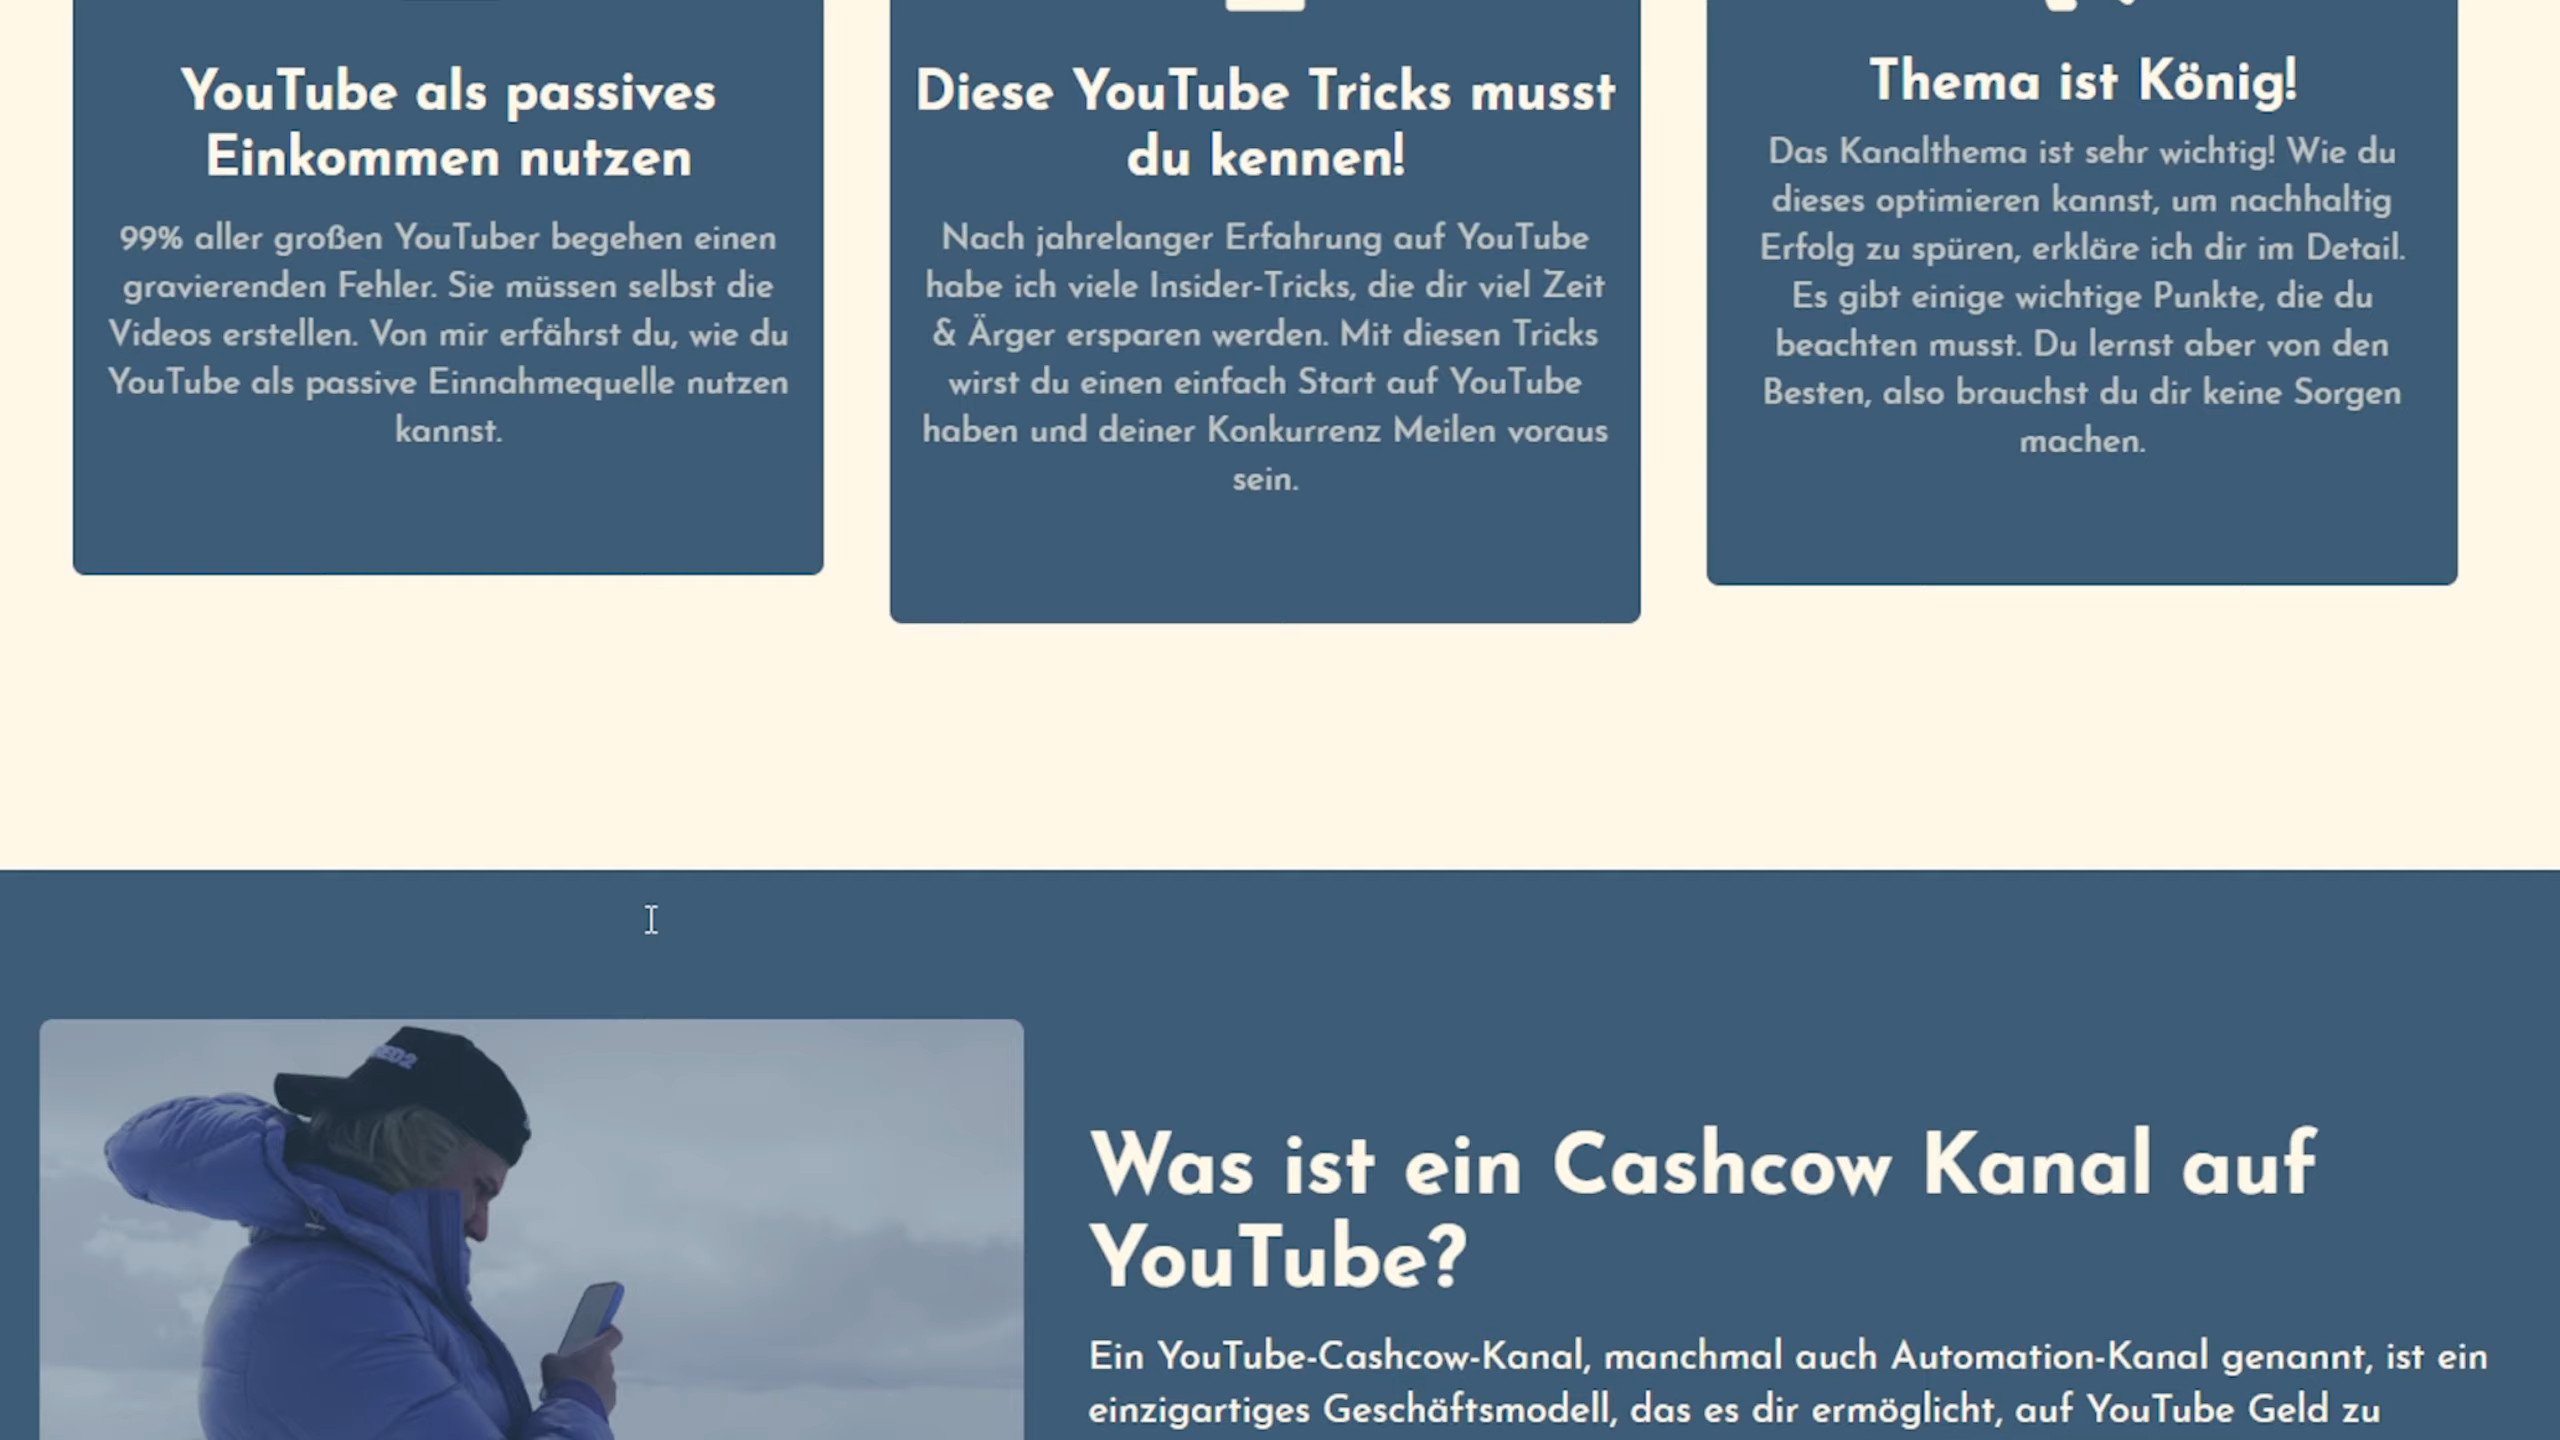 YouTube als passives
Einkommen nutzen
99% aller großen YouTuber begehen einen
gravierenden Fehler. Sie müssen selbst die
Videos erstellen. Von mir erfährst du, wie du
YouTube als passive Einnahmequelle nutzen
kannst.
Diese YouTube Tricks musst
du kennen!
Nach jahrelanger Erfahrung auf YouTube
habe ich viele Insider-Tricks, die dir viel Zeit
& Ärger ersparen werden. Mit diesen Tricks
wirst du einen einfach Start auf YouTube
haben und deiner Konkurrenz Meilen voraus
sein.
Thema ist König!
Das Kanalthema ist sehr wichtig! Wie du
dieses optimieren kannst, um nachhaltig
Erfolg zu spüren, erkläre ich dir im Detail.
Es gibt einige wichtige Punkte, die du
beachten musst. Du lernst aber von den
Besten, also brauchst du dir keine Sorgen
machen.
Was ist ein Cashcow Kanal auf
YouTube?
Ein YouTube-Cashcow-Kanal, manchmal auch Automation-Kanal genannt, ist ein
einzigartiges Geschäftsmodell, das es dir ermöglicht, auf YouTube Geld zu